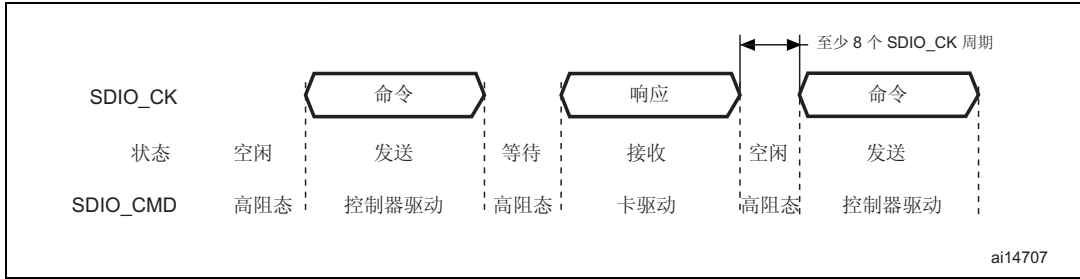 至少 8 个 SDIO_CK 周期
SDIO_CK 命令 响应 命令
状态 空闲 发送 等待 接收 空闲 发送
SDIO_CMD 高阻态 控制器驱动 高阻态 卡驱动 高阻态 控制器驱动
ai14707